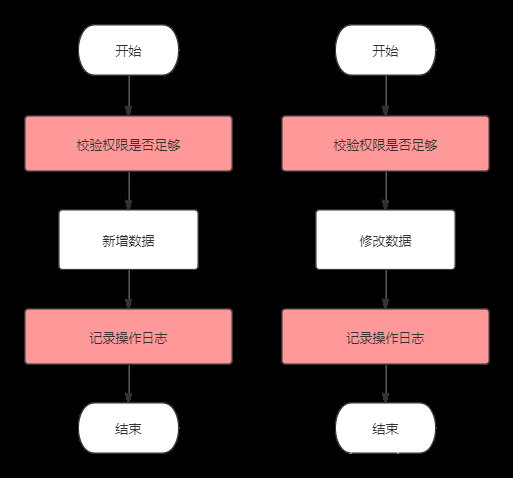 开始
校验权限是否足够
新增数据
记录操作日志
结束
开始
校验权限是否足够
修改数据
记录操作日志
结束